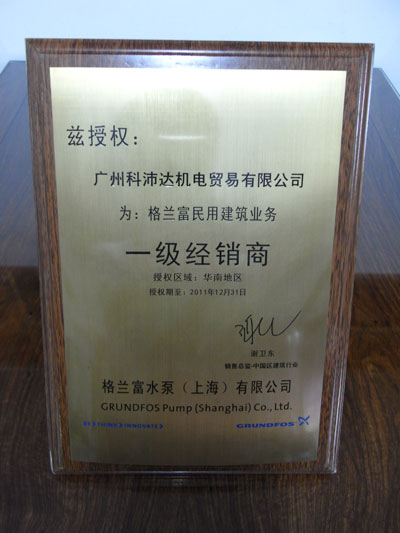 兹授权：
广州科沛达机电贸易有限公司
为：格兰富民用建筑业务
一级经销商
授权区域：华南地区
授权期至：2011年12月31日
谢卫东
销售总监-中国区建筑行业
格兰富水泵（上海）有限公司
GRUNDFOS Pump (Shanghai) Co., Ltd.
BE > THINK > INNOVATE >
GRUNDFOS